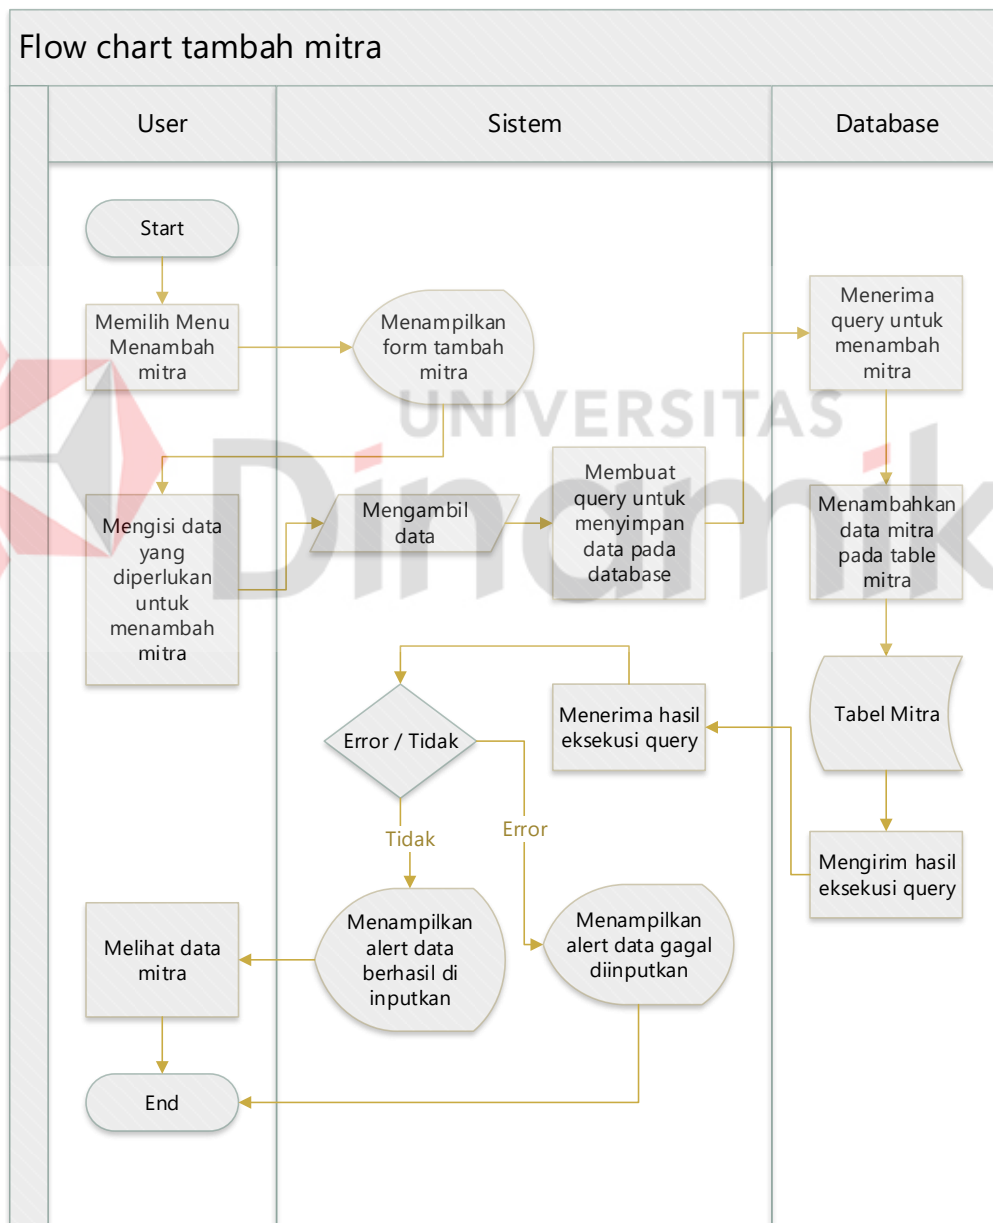 Flow chart tambah mitra
User
Sistem
Database
Start
Memilih Menu
Menambah
mitra
Menampilkan
form tambah
mitra
Menerima
query untuk
menambah
mitra
UNIVERSITAS
Dinamika
Mengisi data
yang
diperlukan
untuk
menambah
mitra
Mengambil
data
Membuat
query untuk
menyimpan
data pada
database
Menambahkan
data mitra
pada table
mitra
Error / Tidak
Menerima hasil
eksekusi query
Tabel Mitra
Tidak
Error
Mengirim hasil
eksekusi query
Melihat data
mitra
Menampilkan
alert data
berhasil di
inputkan
Menampilkan
alert data gagal
diinputkan
End